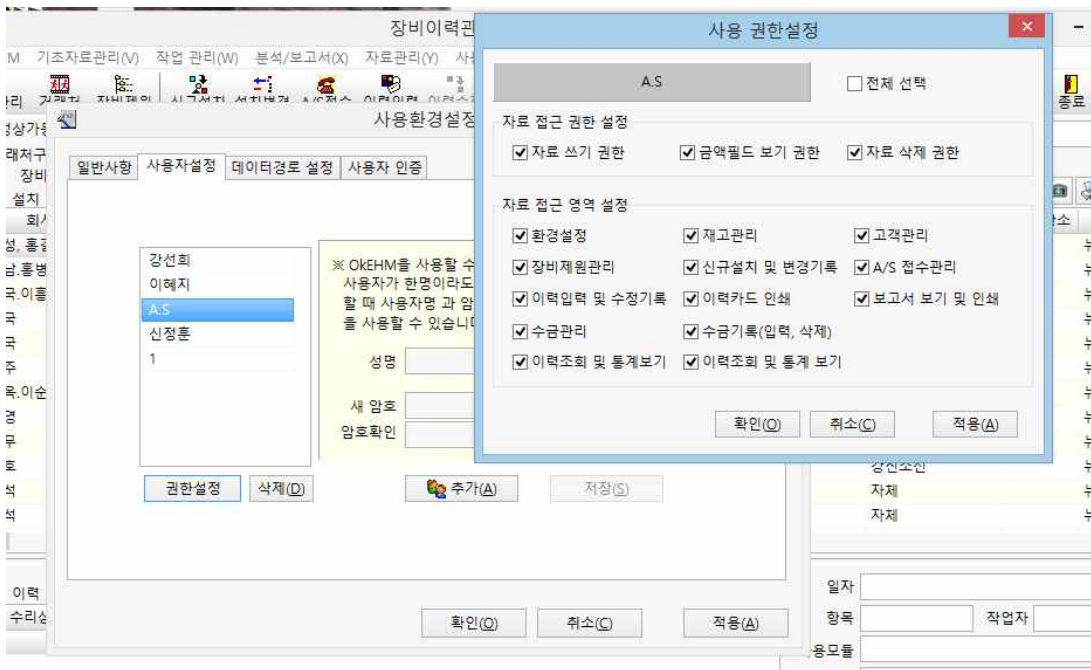 장비이력관
사용 권한설정
M 기초자료관리(V) 작업 관리(W) 분석/보고서(X) 자료관리(Y)
종료
A.S
전체 선택
사용환경설정
자료 접근 권한 설정
자료 쓰기 권한 금액필드 보기 권한 자료 삭제 권한
일반사항 사용자설정 데이터경로 설정 사용자 인증
장비
설치
자료 접근 영역 설정
환경설정 재고관리 고객관리
장비제원관리 신규설치 및 변경기록 A/S 접수관리
이력입력 및 수정기록 이력카드 인쇄 보고서 보기 및 인쇄
수금관리 수금기록(입력, 삭제)
이력조회 및 통계보기 이력조회 및 통계 보기
확인(O) 취소(C) 적용(A)
강선희
이혜지
A.S
신정훈
1
※ OkEHM을 사용할 수
사용자가 한명이라도
할 때 사용자명 과 암
을 사용할 수 있습니
성명
새 암호
암호확인
권한설정 삭제(D) 추가(A) 저장(S)
자체
자체
확인(O) 취소(C) 적용(A)
이력
일자
항목 작업자
용모듈